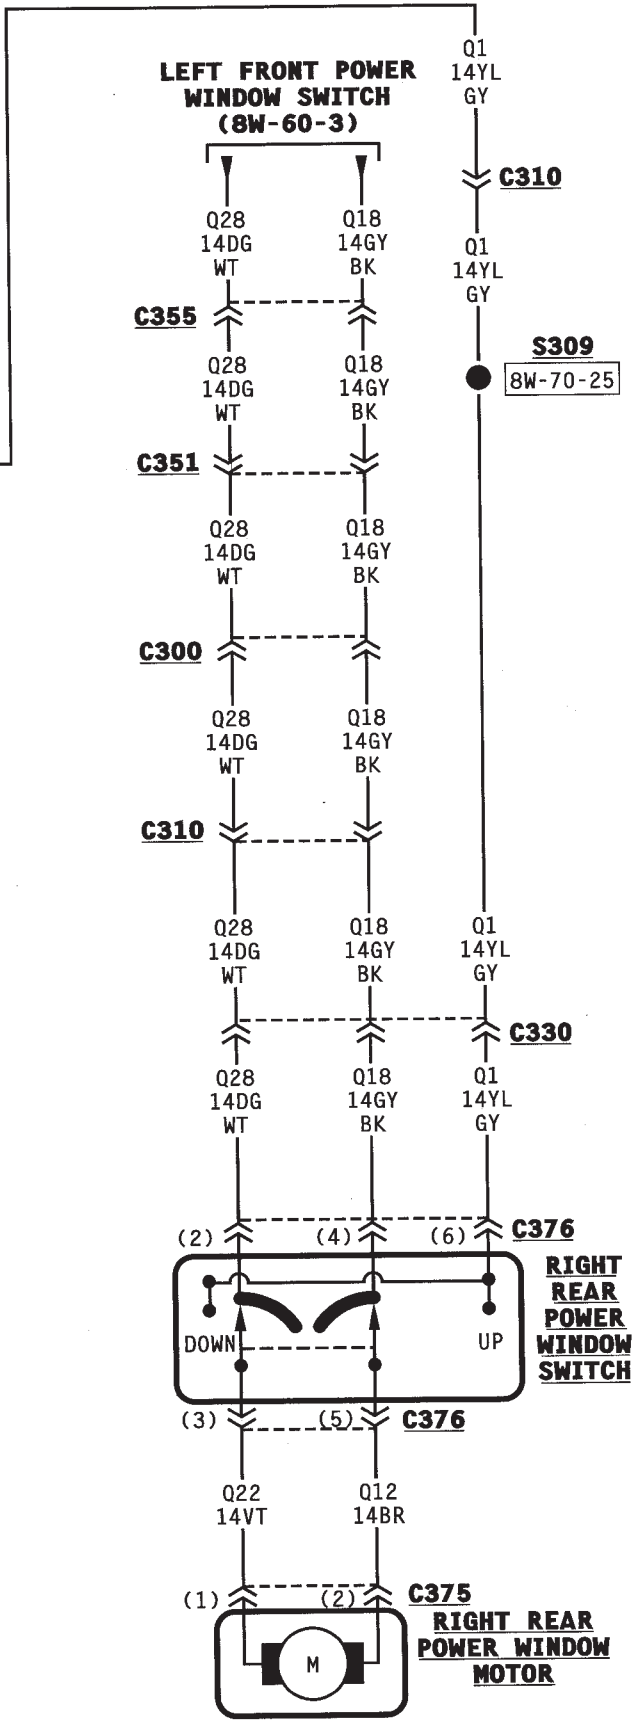 Q1
14YL
GY
LEFT FRONT POWER
WINDOW SWITCH
(8W-60-3)
C310
Q28
14DG
WT
Q18
14GY
BK
Q1
14YL
GY
C355
S309
8W-70-25
Q28
14DG
WT
Q18
14GY
BK
C351
Q28
14DG
WT
Q18
14GY
BK
C300
Q28
14DG
WT
Q18
14GY
BK
C310
Q28
14DG
WT
Q18
14GY
BK
Q1
14YL
GY
C330
Q28
14DG
WT
Q18
14GY
BK
Q1
14YL
GY
(2)
(4)
(6)
C376
RIGHT
REAR
POWER
WINDOW
SWITCH
DOWN
UP
(3)
(5)
C376
Q22
14VT
Q12
14BR
(1)
(2)
C375
RIGHT REAR
POWER WINDOW
MOTOR
M